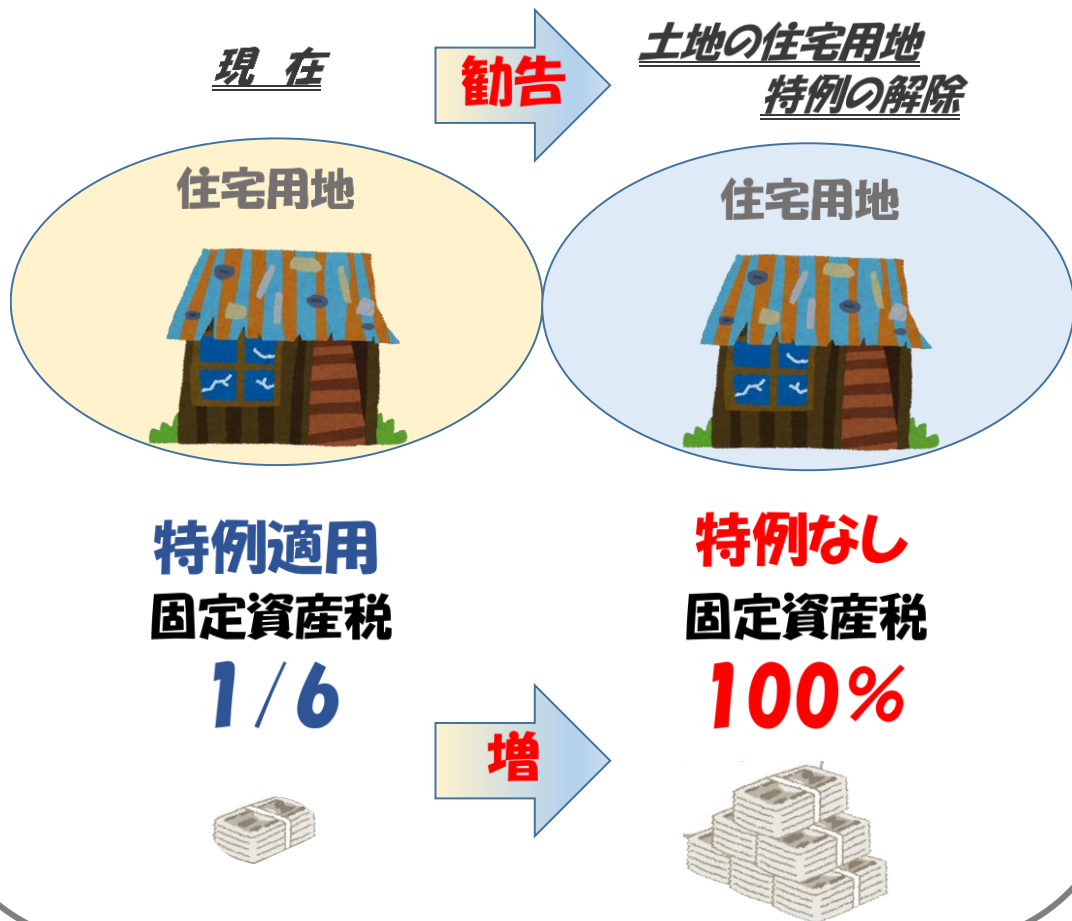 現 在
勧告
土地の住宅用地
特例の解除
住宅用地
住宅用地
特例適用
固定資産税
1/6
特例なし
固定資産税
100%
増